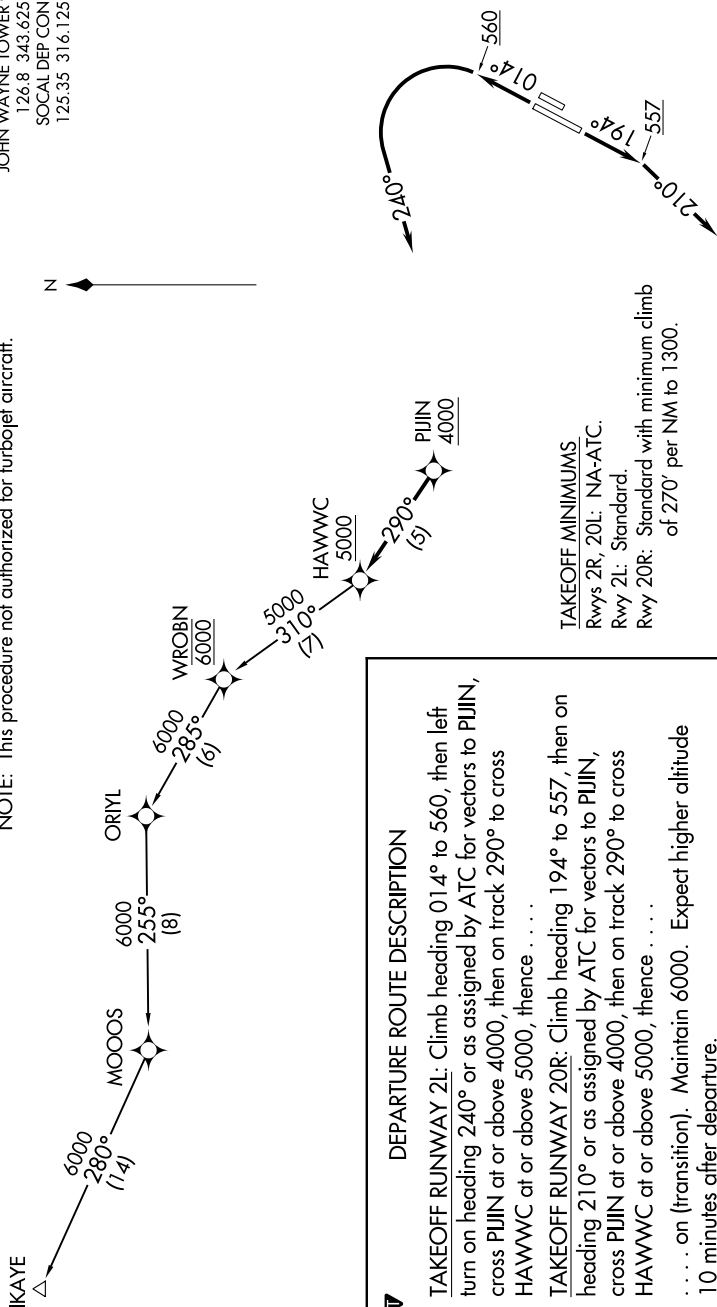 JOHN WAYNE TOWER
126.8 343.625
SOCAL DEP CON
125.35 316.125
NOTE: This procedure not authorized for turbojet aircraft.
N
560
014°
194°
557
210°
240°
PIJIN
4000
290°
(5)
HAWWC
5000
5000
310°
(7)
WROBN
6000
6000
285°
(6)
ORIYL
6000
255°
(8)
MOOOS
6000
280°
(14)
IKAYE
TAKEOFF MINIMUMS
Rwys 2R, 20L: NA-ATC.
Rwy 2L: Standard.
Rwy 20R: Standard with minimum climb
of 270' per NM to 1300.
DEPARTURE ROUTE DESCRIPTION
TAKEOFF RUNWAY 2L: Climb heading 014° to 560, then left
turn on heading 240° or as assigned by ATC for vectors to PIJIN,
cross PIJIN at or above 4000, then on track 290° to cross
HAWWC at or above 5000, thence . . . .
TAKEOFF RUNWAY 20R: Climb heading 194° to 557, then on
heading 210° or as assigned by ATC for vectors to PIJIN,
cross PIJIN at or above 4000, then on track 290° to cross
HAWWC at or above 5000, thence . . . .
. . . . on (transition). Maintain 6000. Expect higher altitude
10 minutes after departure.